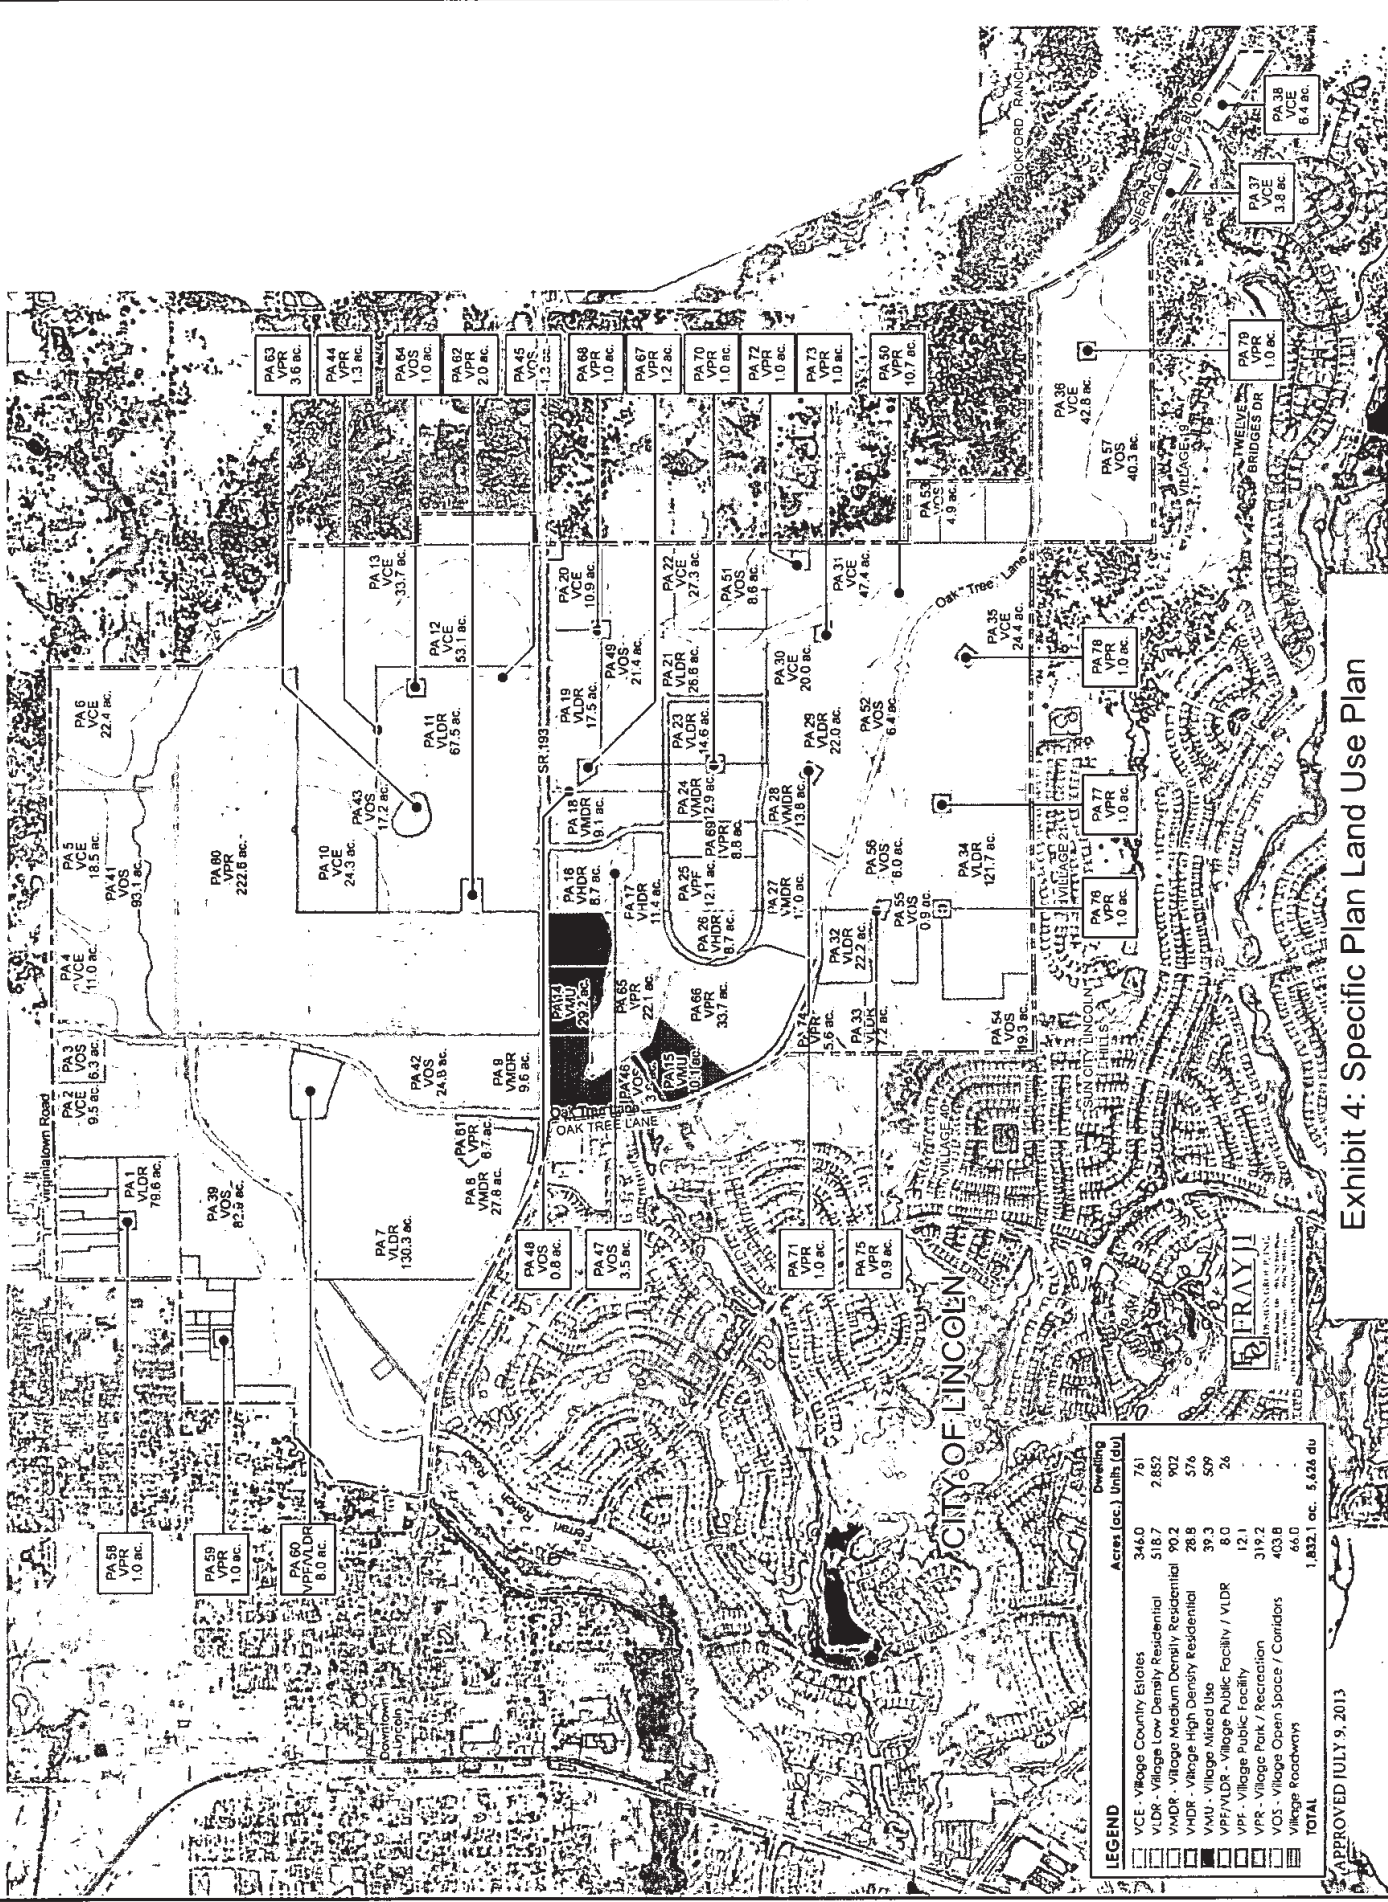 PA 63
VPR
3.6 ac.
PA 44
VPR
1.3 ac.
PA 64
VOS
1.0 ac.
PA 62
VPR
2.0 ac.
PA 45
VOS
1.3 ac.
PA 68
VPR
1.0 ac.
PA 67
VPR
1.2 ac.
PA 70
VPR
1.0 ac.
PA 72
VPR
1.0 ac.
PA 73
VPR
1.0 ac.
PA 50
VPR
10.7 ac.
BICKFORD RANCH
SIERRA COLLEGE BLVD
PA 38
VCE
6.4 ac.
PA 37
VCE
3.8 ac.
PA 79
VPR
1.0 ac.
PA 36
VCE
42.8 ac.
PA 57
VOS
40.3 ac.
VILLAGE 19
TWELVE
BRIDGES DR
PA 53
VOS
4.9 ac.
PA 6
VCE
22.4 ac.
PA 5
VCE
18.5 ac.
PA 41
VOS
93.1 ac.
PA 4
VCE
11.0 ac.
PA 3
VOS
6.3 ac.
PA 2
VCE
9.5 ac.
Virginiatown Road
PA 1
VLDR
79.6 ac.
PA 39
VOS
82.9 ac.
PA 80
VPR
222.6 ac.
PA 10
VCE
24.3 ac.
PA 43
VOS
17.2 ac.
PA 13
VCE
33.7 ac.
PA 12
VCE
53.1 ac.
PA 11
VLDR
67.5 ac.
PA 42
VOS
24.8 ac.
PA 9
VMDR
9.6 ac.
PA 81
VPR
6.7 ac.
PA 8
VMDR
27.8 ac.
PA 7
VLDR
130.3 ac.
SR 193
PA 20
VCE
10.9 ac.
PA 49
VOS
21.4 ac.
PA 19
VLDR
17.5 ac.
PA 18
VMDR
19.1 ac.
PA 16
VHDR
8.7 ac.
PA 17
VHDR
11.4 ac.
PA 14
VMU
29.2 ac.
PA 65
VPR
22.1 ac.
PA 46
VOS
PA 15
VMU
10.1 ac.
PA 66
VPR
33.7 ac.
Oak Tree Lane
OAK TREE LANE
PA 22
VCE
27.3 ac.
PA 21
VLDR
26.6 ac.
PA 51
VOS
8.6 ac.
PA 23
VLDR
14.6 ac.
PA 24
VMDR
12.9 ac.
PA 69
VPR
8.8 ac.
PA 25
VPF
12.1 ac.
PA 26
VHDR
8.7 ac.
PA 27
VMDR
PA 28
VMDR
13.8 ac.
PA 29
VLDR
22.0 ac.
PA 30
VCE
20.0 ac.
PA 31
VCE
47.4 ac.
PA 52
VOS
6.4 ac.
PA 56
VOS
6.0 ac.
PA 55
VOS
0.9 ac.
PA 32
VLDR
22.2 ac.
PA 74
VPR
5.6 ac.
PA 33
VLDR
7.2 ac.
PA 54
VOS
19.3 ac.
PA 34
VLDR
121.7 ac.
PA 35
VCE
24.4 ac.
Oak Tree Lane
PA 78
VPR
1.0 ac.
PA 77
VPR
1.0 ac.
PA 76
VPR
1.0 ac.
VILLAGE 21
SUN CITY LINCOLN
HILLS
VILLAGE 40
PA 48
VOS
0.8 ac.
PA 47
VOS
3.5 ac.
PA 71
VPR
1.0 ac.
PA 75
VPR
0.9 ac.
PA 58
VPR
1.0 ac.
PA 59
VPR
1.0 ac.
PA 60
VPF/VLDR
8.0 ac.
Ferrari Ranch Road
Downtown
Lincoln
CITY OF LINCOLN
FRAYJI
DESIGN GROUP, INC.
LEGEND Acres (ac.) Dwelling Units (du)
VCE - Village Country Estates 346.0 761
VLDR - Village Low Density Residential 518.7 2,852
VMDR - Village Medium Density Residential 90.2 902
VHDR - Village High Density Residential 28.8 576
VMU - Village Mixed Use 39.3 509
VPF/VLDR - Village Public Facility / VLDR 8.0 26
VPF - Village Public Facility 12.1 -
VPR - Village Park / Recreation 319.2 -
VOS - Village Open Space / Corridors 403.8 -
Village Roadways 66.0 -
TOTAL 1,832.1 ac. 5,626 du
APPROVED JULY 9, 2013
Exhibit 4: Specific Plan Land Use Plan